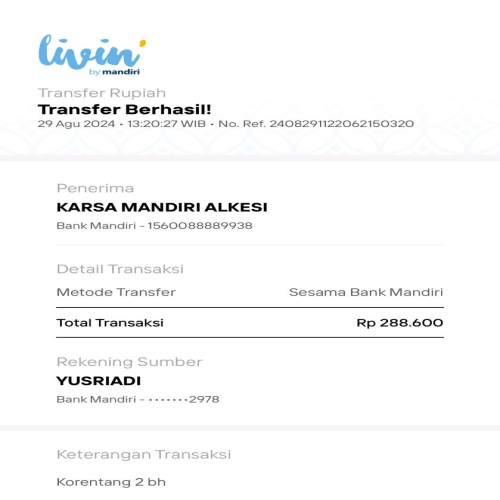 livin'
by mandiri
Transfer Rupiah
Transfer Berhasil!
29 Agu 2024 • 13:20:27 WIB • No. Ref. 2408291122062150320
Penerima
KARSA MANDIRI ALKESI
Bank Mandiri - 1560088889938
Detail Transaksi
Metode Transfer Sesama Bank Mandiri
Total Transaksi Rp 288.600
Rekening Sumber
YUSRIADI
Bank Mandiri - •••••••2978
Keterangan Transaksi
Korentang 2 bh